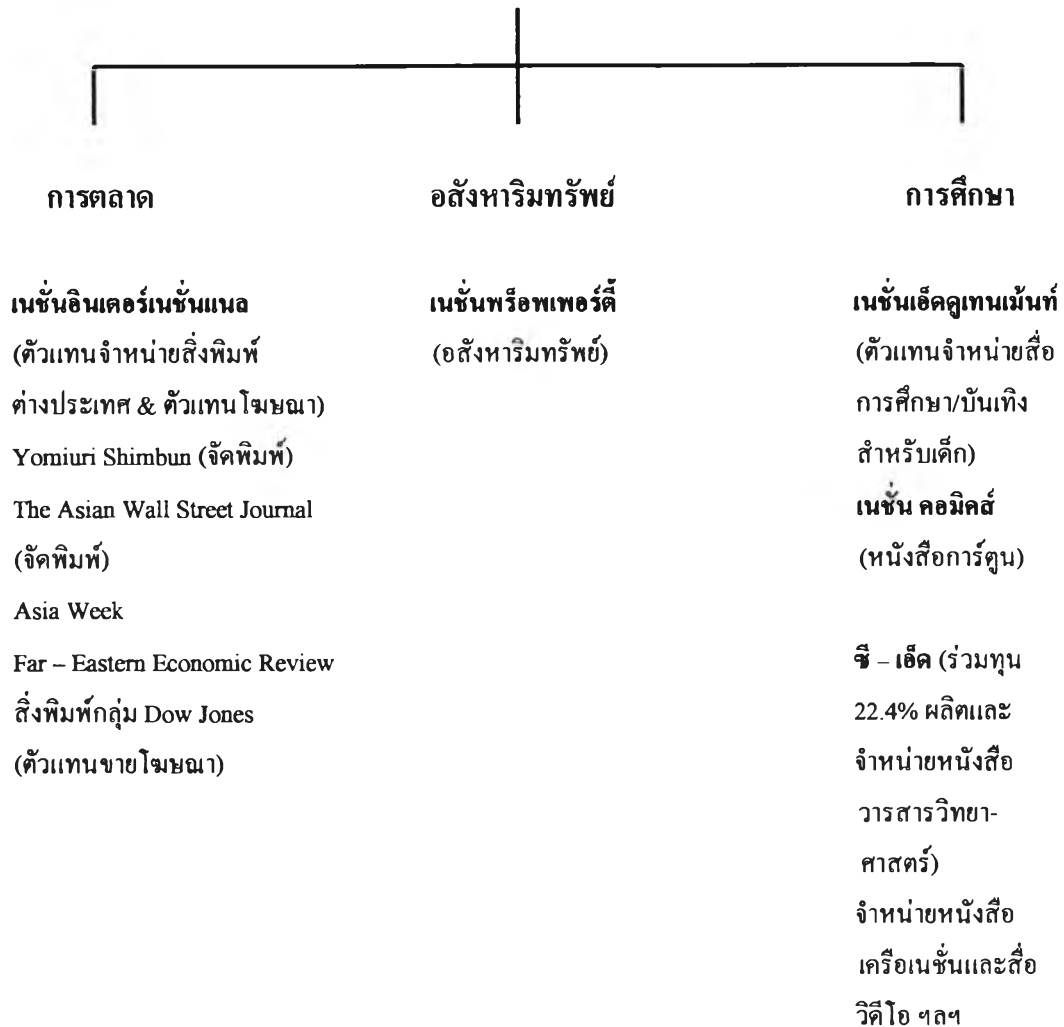 การตลาด
อสังหาริมทรัพย์
การศึกษา
เนชั่นอินเตอร์เนชั่นแนล
(ตัวแทนจำหน่ายสิ่งพิมพ์
ต่างประเทศ & ตัวแทนโฆษณา)
Yomiuri Shimbun (จัดพิมพ์)
The Asian Wall Street Journal
(จัดพิมพ์)
Asia Week
Far – Eastern Economic Review
สิ่งพิมพ์กลุ่ม Dow Jones
(ตัวแทนขายโฆษณา)
เนชั่นพร็อพเพอร์ตี้
(อสังหาริมทรัพย์)
เนชั่นเอ็ดดูเทนเม้นท์
(ตัวแทนจำหน่ายสื่อ
การศึกษา/บันเทิง
สำหรับเด็ก)
เนชั่น คอมิคส์
(หนังสือการ์ตูน)
ซี – เอ็ด (ร่วมทุน
22.4% ผลิตและ
จำหน่ายหนังสือ
วารสารวิทยา-
ศาสตร์)
จำหน่ายหนังสือ
เครือเนชั่นและสื่อ
วิดีโอ ฯลฯ